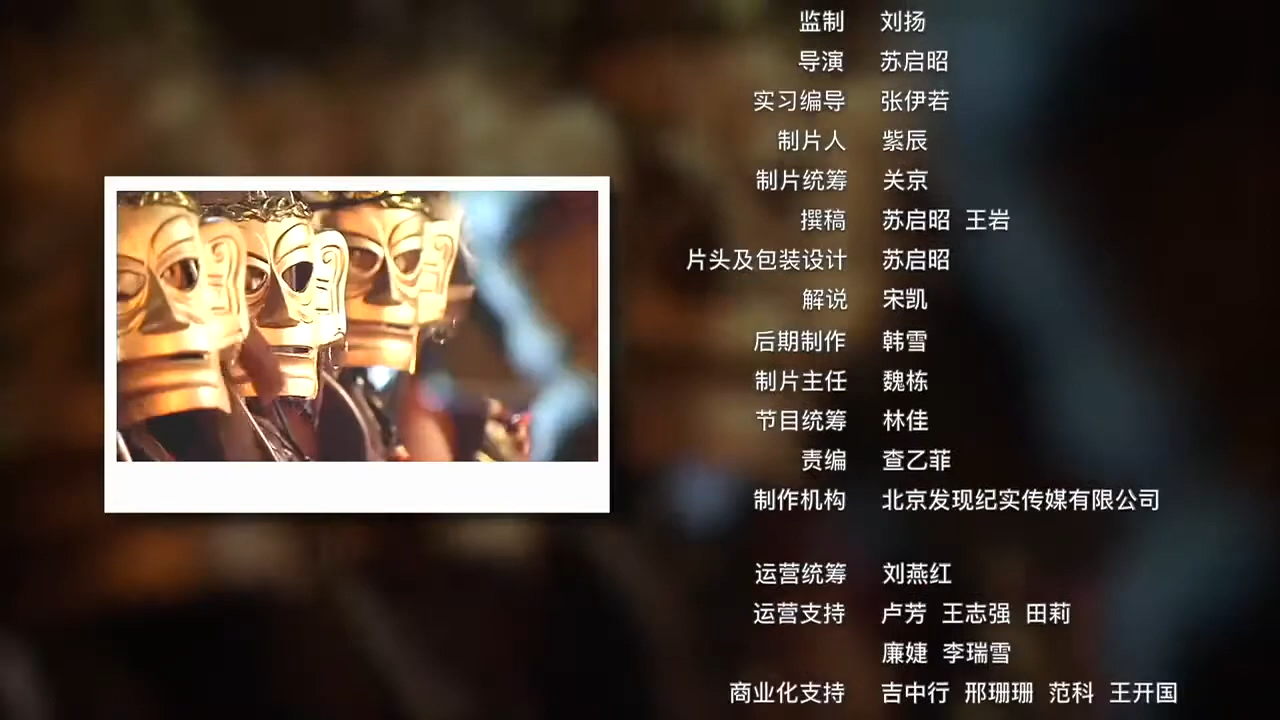 监制 刘扬
导演 苏启昭
实习编导 张伊若
制片人 紫辰
制片统筹 关京
撰稿 苏启昭 王岩
片头及包装设计 苏启昭
解说 宋凯
后期制作 韩雪
制片主任 魏栋
节目统筹 林佳
责编 查乙菲
制作机构 北京发现纪实传媒有限公司
运营统筹 刘燕红
运营支持 卢芳 王志强 田莉
廉婕 李瑞雪
商业化支持 吉中行 邢珊珊 范科 王开国